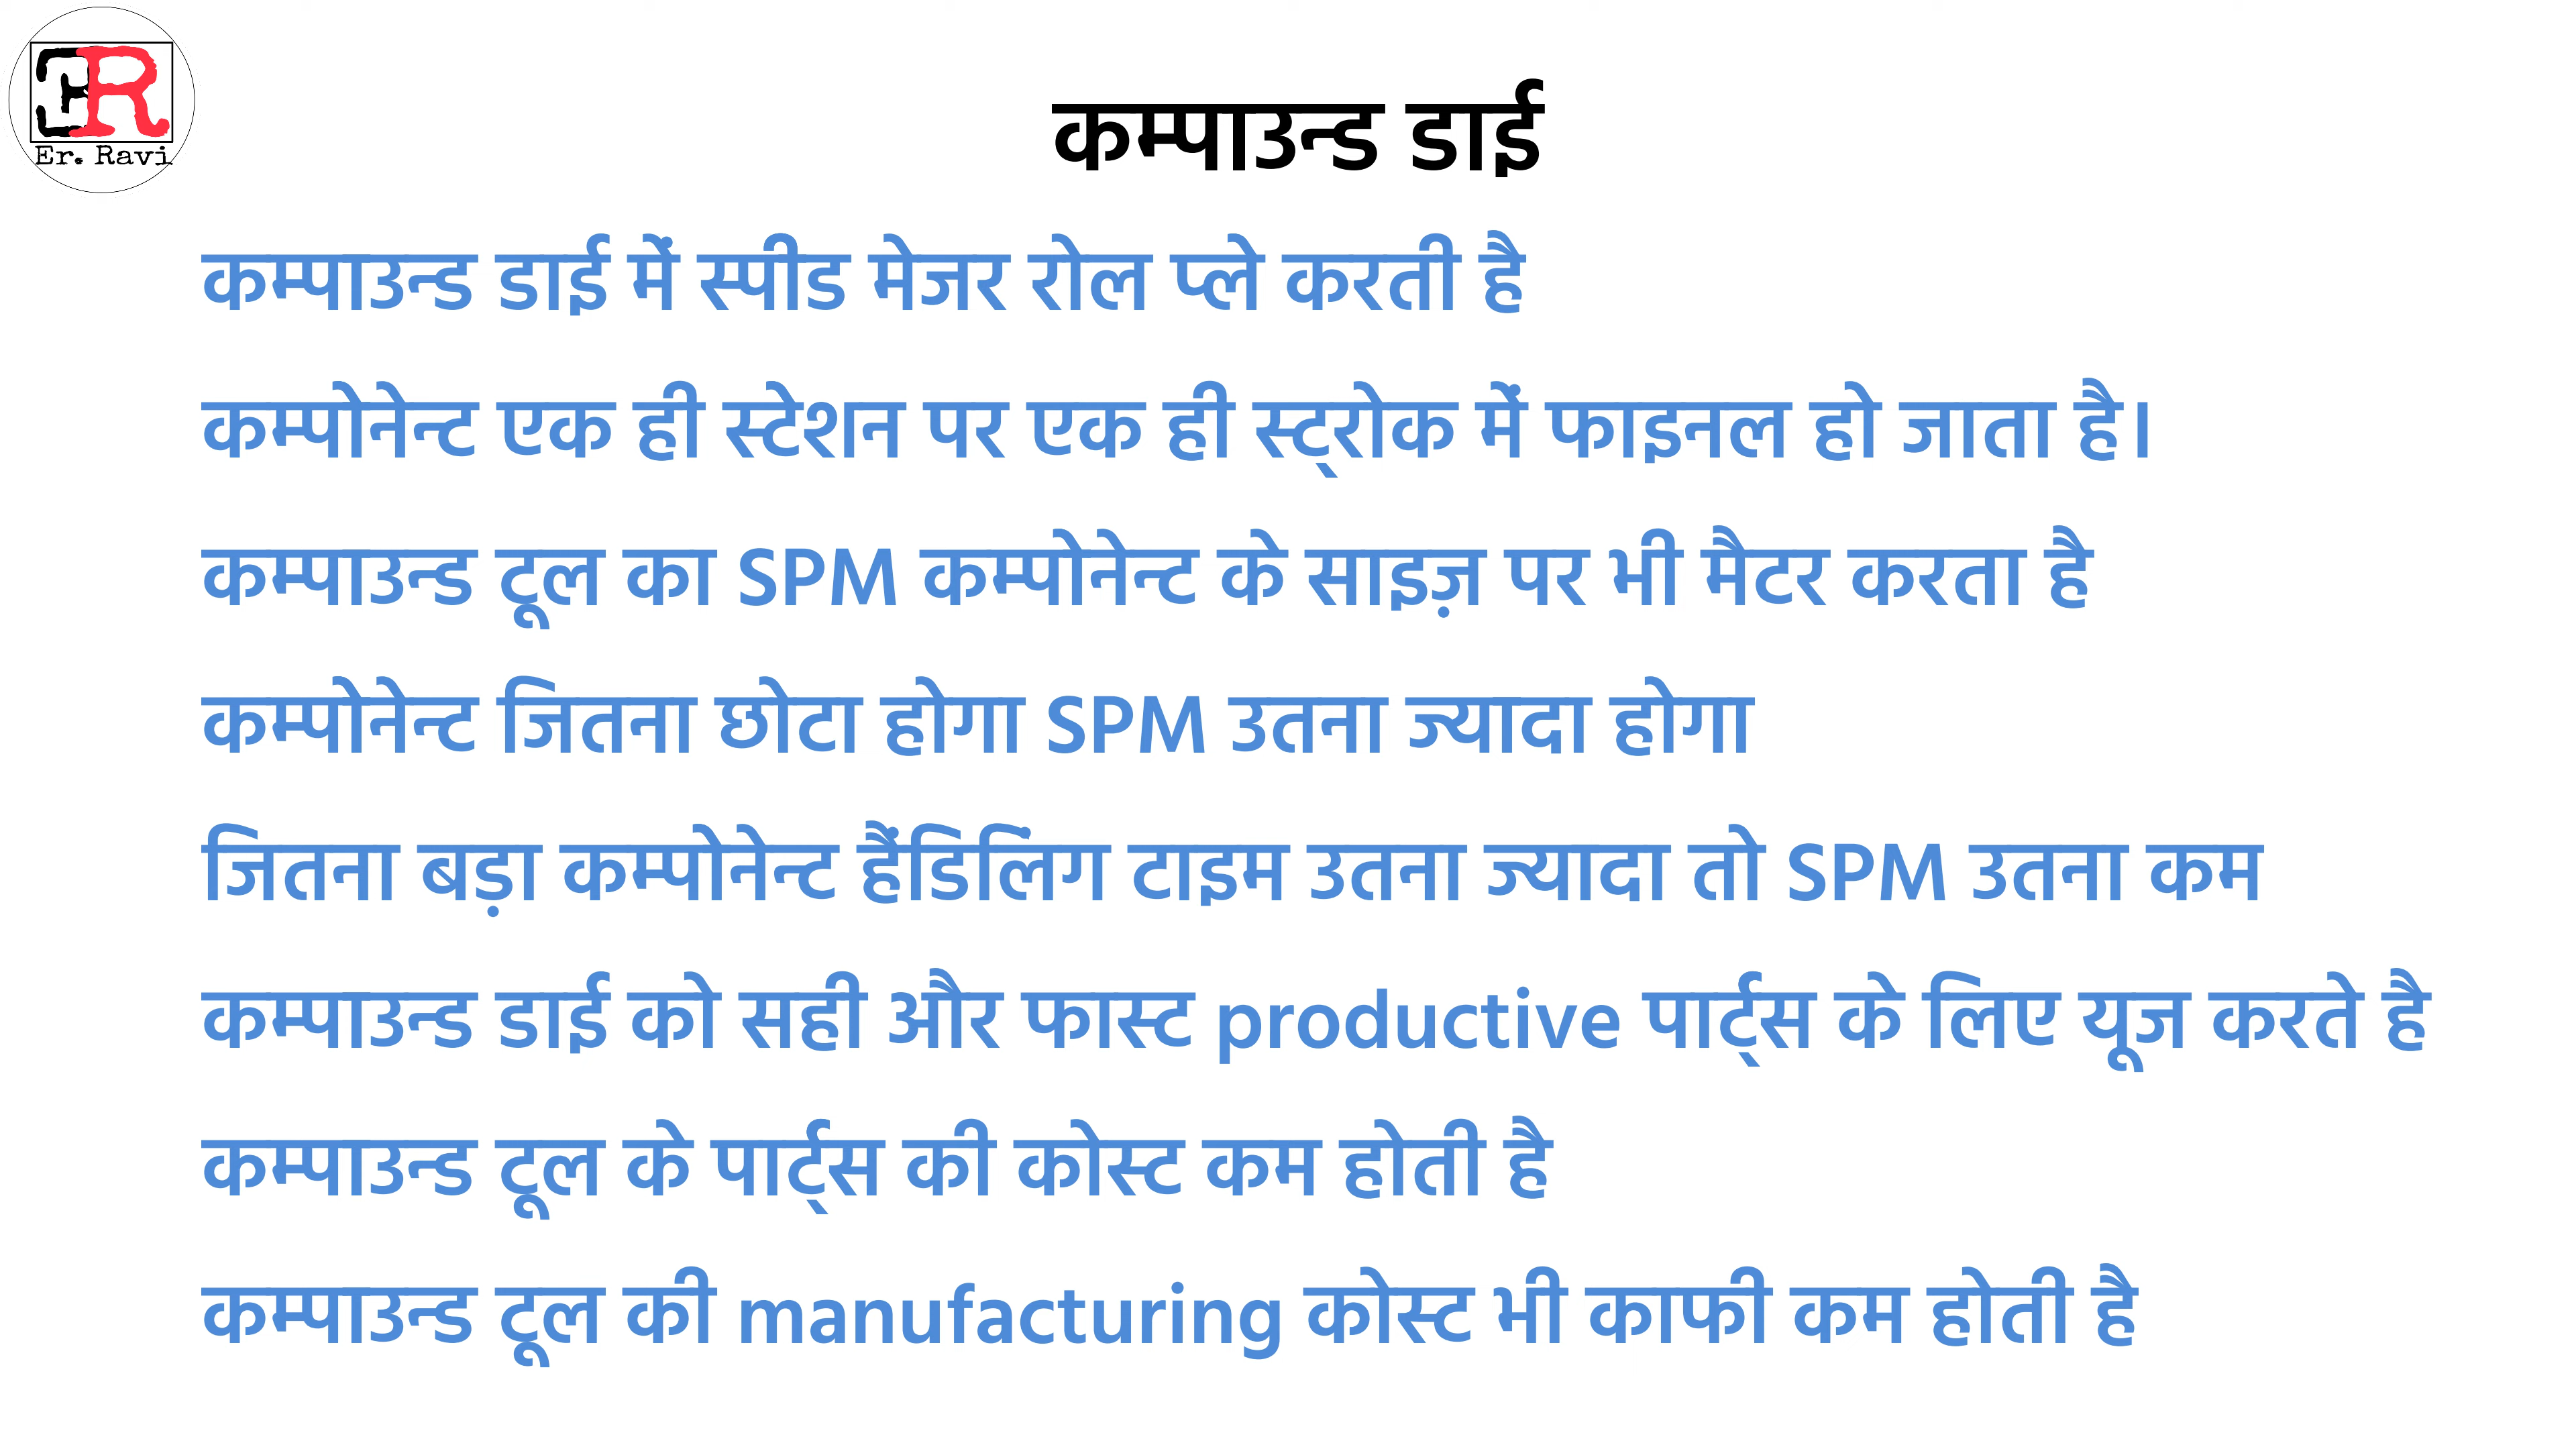 ER
Er. Ravi
कम्पाउन्ड डाई
कम्पाउन्ड डाई में स्पीड मेजर रोल प्ले करती है
कम्पोनेन्ट एक ही स्टेशन पर एक ही स्ट्‌रोक में फाइनल हो जाता है।
कम्पाउन्ड टूल का SPM कम्पोनेन्ट के साइज़ पर भी मैटर करता है
कम्पोनेन्ट जितना छोटा होगा SPM उतना ज्यादा होगा
जितना बड़ा कम्पोनेन्ट हैंडिलिंग टाइम उतना ज्यादा तो SPM उतना कम
कम्पाउन्ड डाई को सही और फास्ट productive पार्ट्स के लिए यूज करते है
कम्पाउन्ड टूल के पार्ट्स की कोस्ट कम होती है
कम्पाउन्ड टूल की manufacturing कोस्ट भी काफी कम होती है